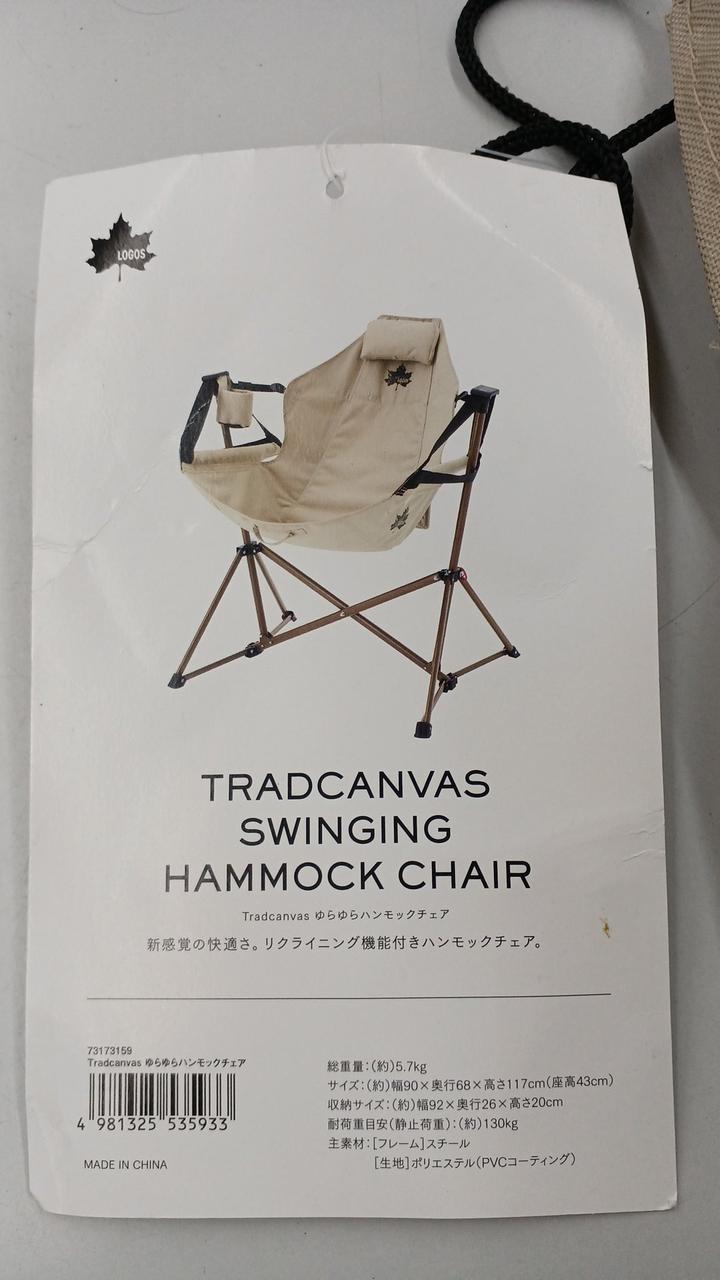 LOGOS
LOGOS
TRADCANVAS
SWINGING
HAMMOCK CHAIR
Tradcanvas ゆらゆらハンモックチェア
新感覚の快適さ。リクライニング機能付きハンモックチェア。
73173159
Tradcanvas ゆらゆらハンモックチェア
4 981325 535933
MADE IN CHINA
総重量:(約)5.7kg
サイズ:(約)幅90×奥行68×高さ117cm(座高43cm)
収納サイズ:(約)幅92×奥行26×高さ20cm
耐荷重目安(静止荷重):(約)130kg
主素材:[フレーム]スチール
[生地]ポリエステル(PVCコーティング)